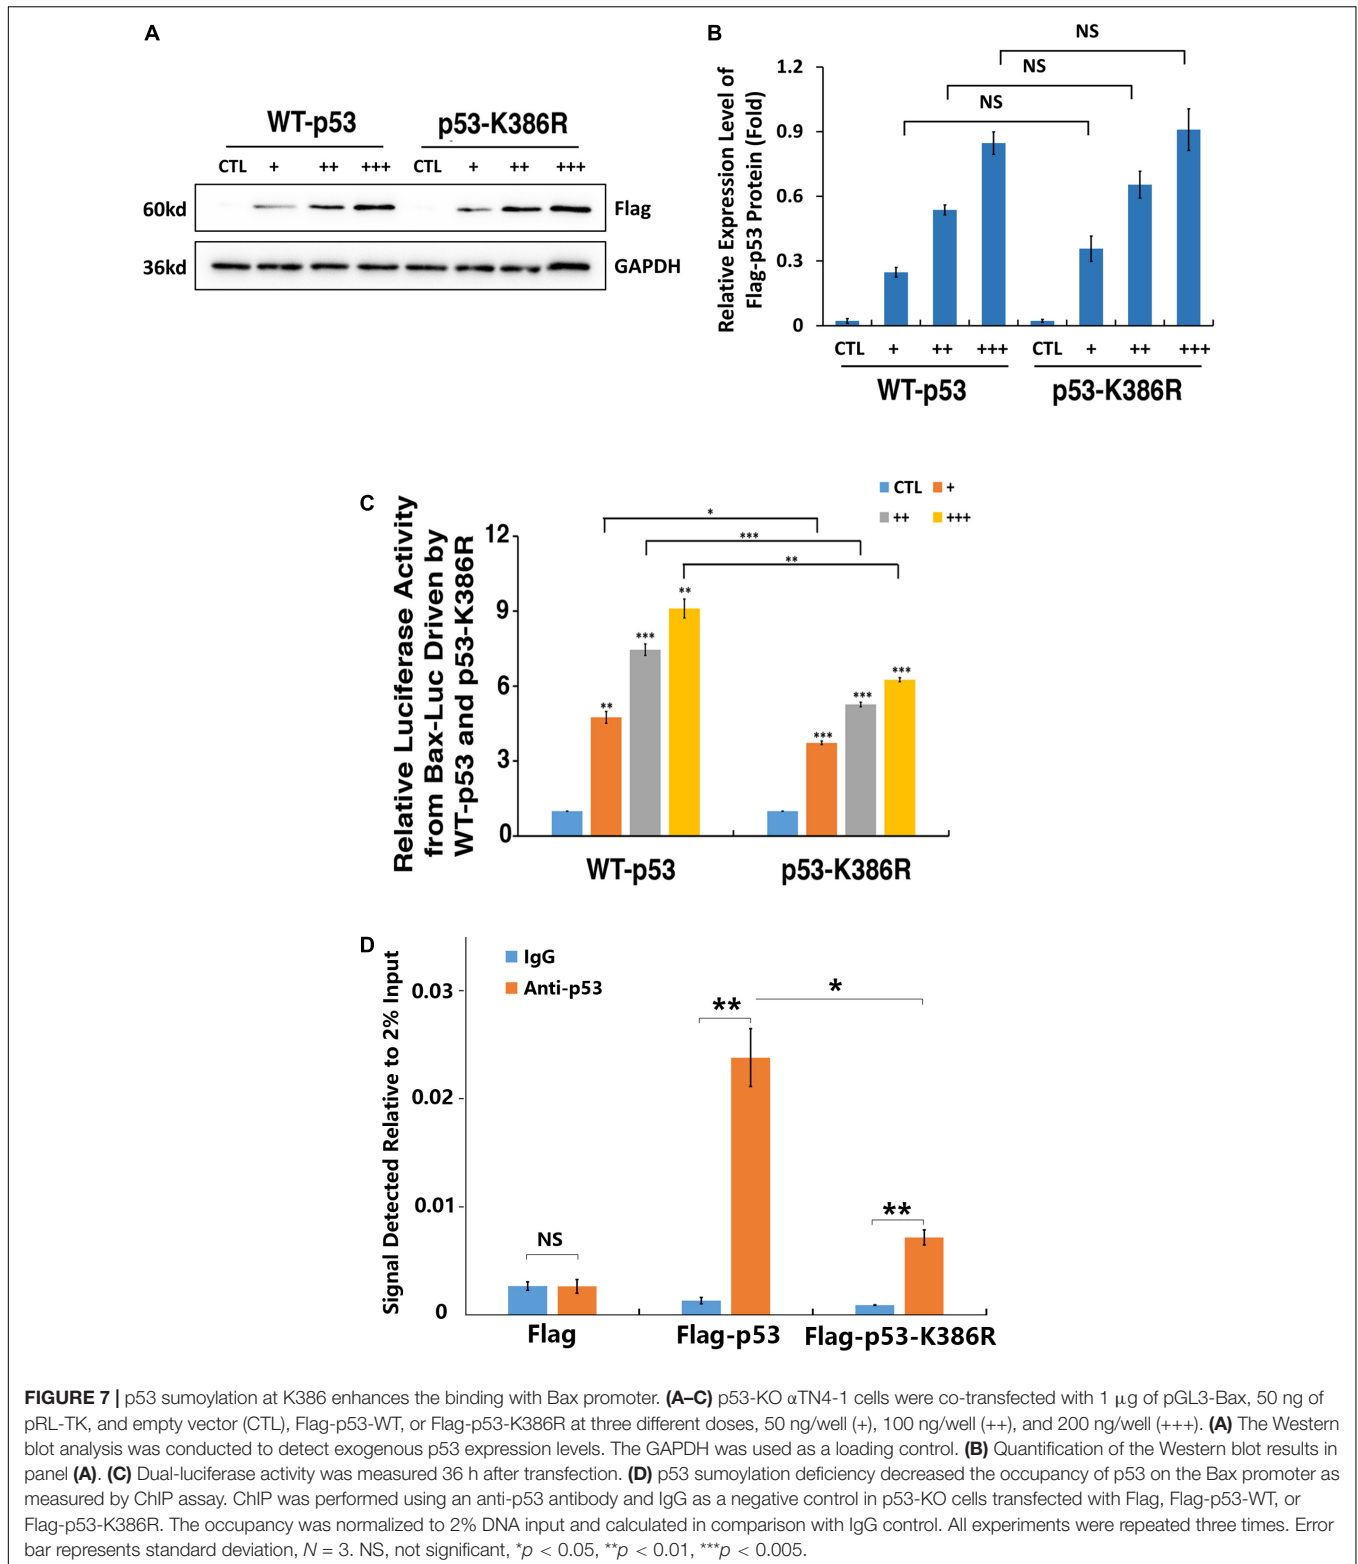 A
WT-p53
p53-K386R
CTL + ++ +++ CTL + ++ +++
60kd
Flag
36kd
GAPDH
B
NS
NS
NS
Relative Expression Level of
Flag-p53 Protein (Fold)
1.2
0.9
0.6
0.3
0
CTL + ++ +++ CTL + ++ +++
WT-p53
p53-K386R
C
CTL +
++ +++
Relative Luciferase Activity
from Bax-Luc Driven by
WT-p53 and p53-K386R
12
9
6
3
0
*
***
**
**
***
**
***
***
***
WT-p53
p53-K386R
D
IgG
Anti-p53
Signal Detected Relative to 2% Input
0.03
0.02
0.01
0
NS
**
*
**
Flag
Flag-p53
Flag-p53-K386R
FIGURE 7 | p53 sumoylation at K386 enhances the binding with Bax promoter. (A–C) p53-KO αTN4-1 cells were co-transfected with 1 μg of pGL3-Bax, 50 ng of
pRL-TK, and empty vector (CTL), Flag-p53-WT, or Flag-p53-K386R at three different doses, 50 ng/well (+), 100 ng/well (++), and 200 ng/well (+++). (A) The Western
blot analysis was conducted to detect exogenous p53 expression levels. The GAPDH was used as a loading control. (B) Quantification of the Western blot results in
panel (A). (C) Dual-luciferase activity was measured 36 h after transfection. (D) p53 sumoylation deficiency decreased the occupancy of p53 on the Bax promoter as
measured by ChIP assay. ChIP was performed using an anti-p53 antibody and IgG as a negative control in p53-KO cells transfected with Flag, Flag-p53-WT, or
Flag-p53-K386R. The occupancy was normalized to 2% DNA input and calculated in comparison with IgG control. All experiments were repeated three times. Error
bar represents standard deviation, N = 3. NS, not significant, *p < 0.05, **p < 0.01, ***p < 0.005.